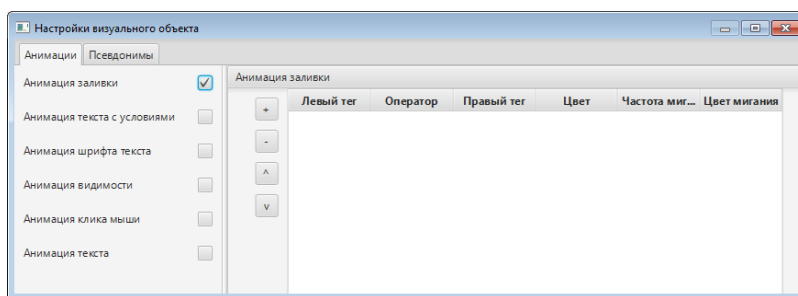 Настройки визуального объекта
Анимации Псевдонимы
Анимация заливки
Анимация текста с условиями
Анимация шрифта текста
Анимация видимости
Анимация клика мыши
Анимация текста
Анимация заливки
+
-
^
v
Левый тег Оператор Правый тег Цвет Частота миг... Цвет мигания